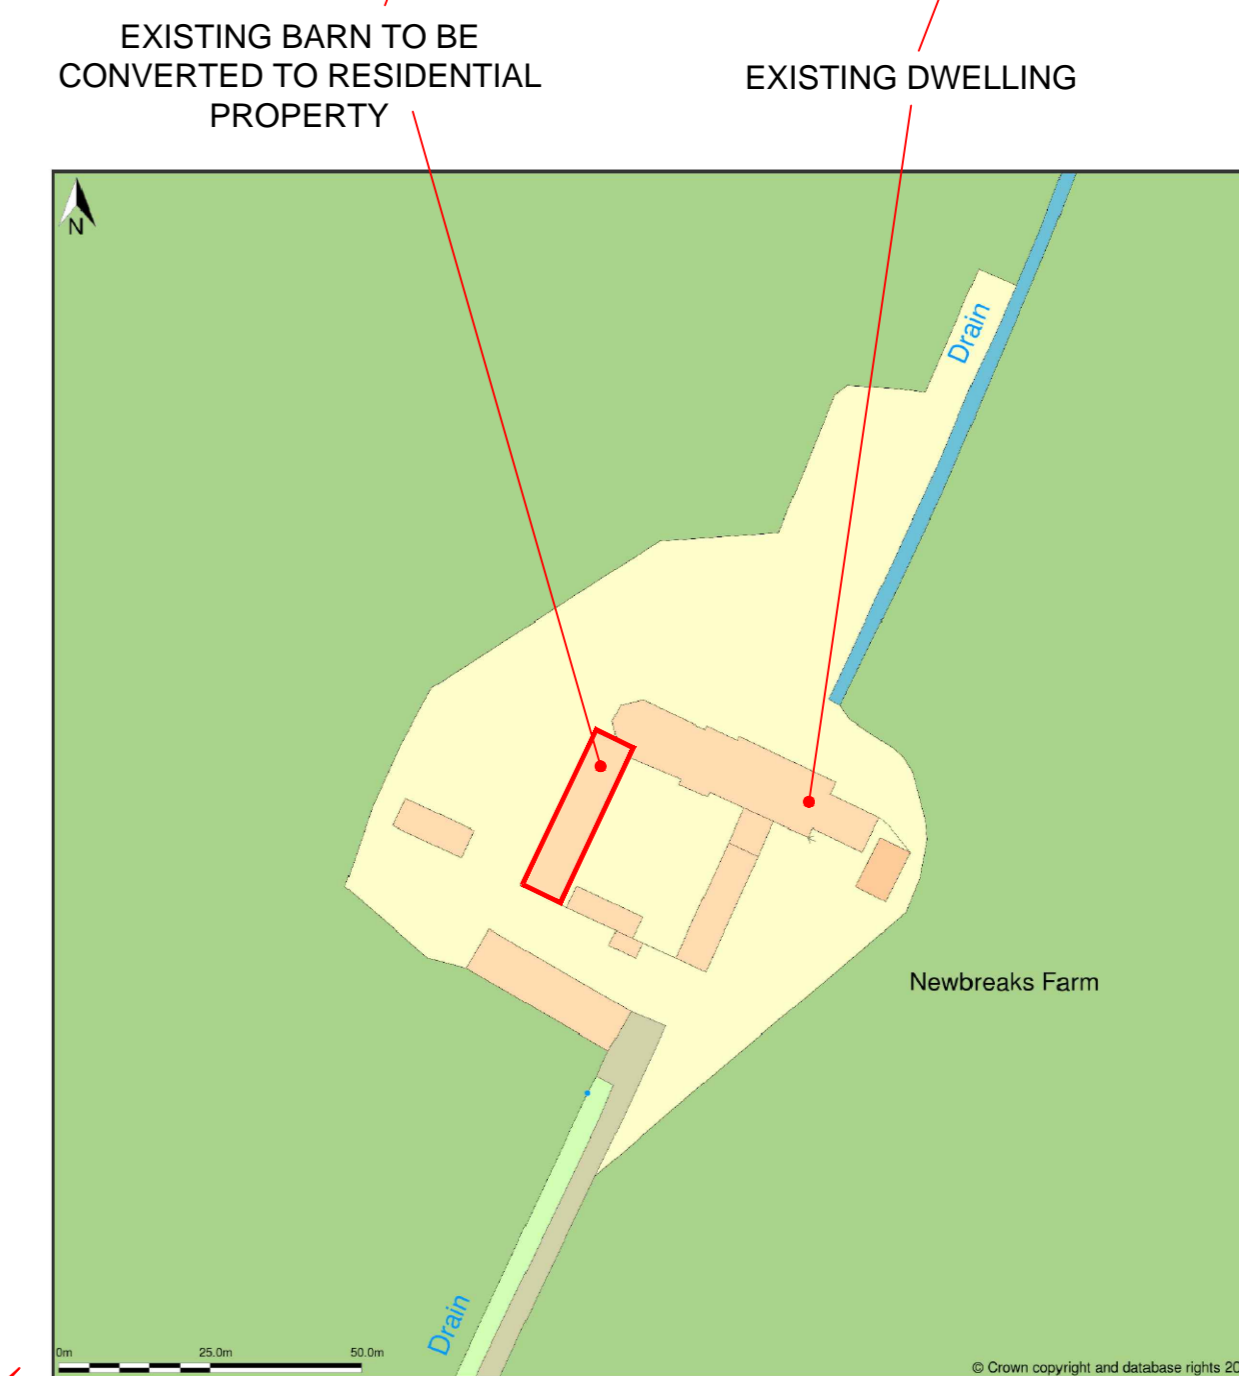 EXISTING BARN TO BE
CONVERTED TO RESIDENTIAL
PROPERTY
EXISTING DWELLING
N
Drain
Newbreaks Farm
Drain
0m 25.0m 50.0m
© Crown copyright and database rights 20